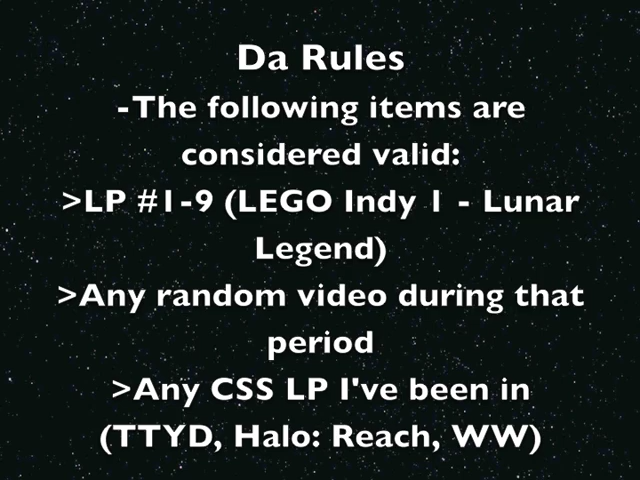 Da Rules
-The following items are
considered valid:
>LP #1-9 (LEGO Indy 1 - Lunar
Legend)
>Any random video during that
period
>Any CSS LP I've been in
(TTYD, Halo: Reach, WW)